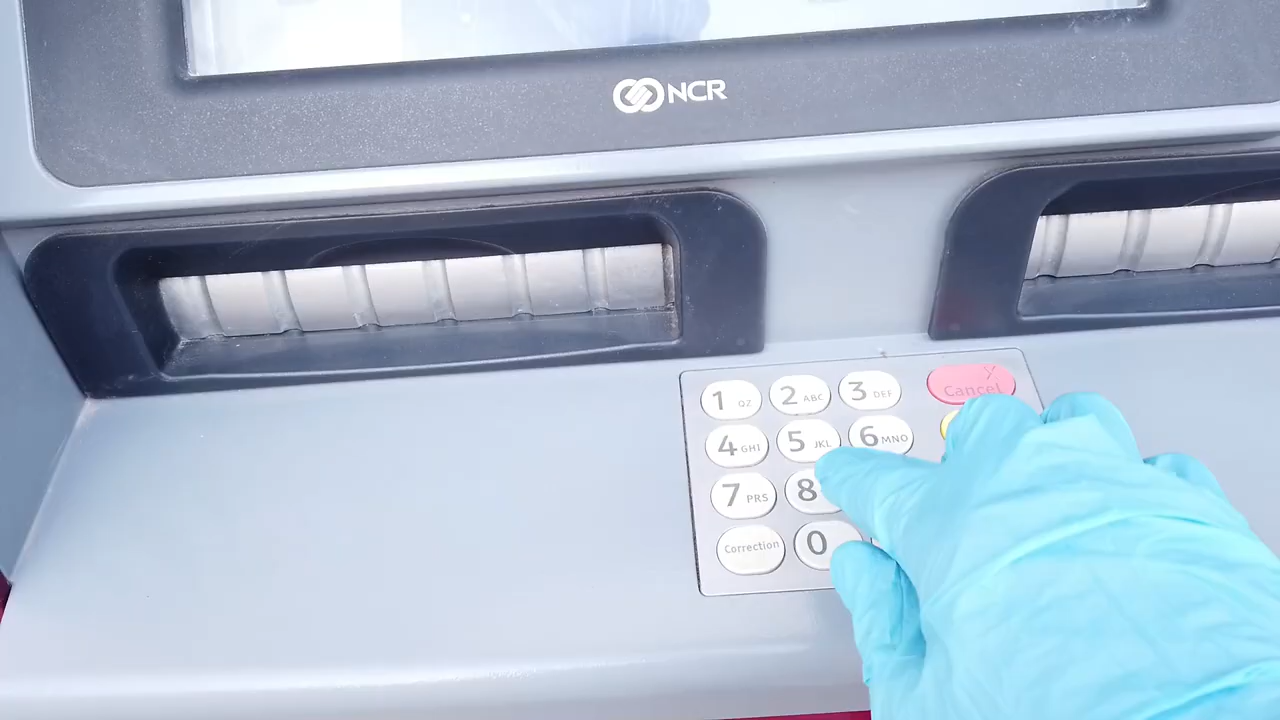 NCR
1 QZ 2 ABC 3 DEF Cancel
4 GHI 5 JKL 6 MNO
7 PRS 8
Correction 0